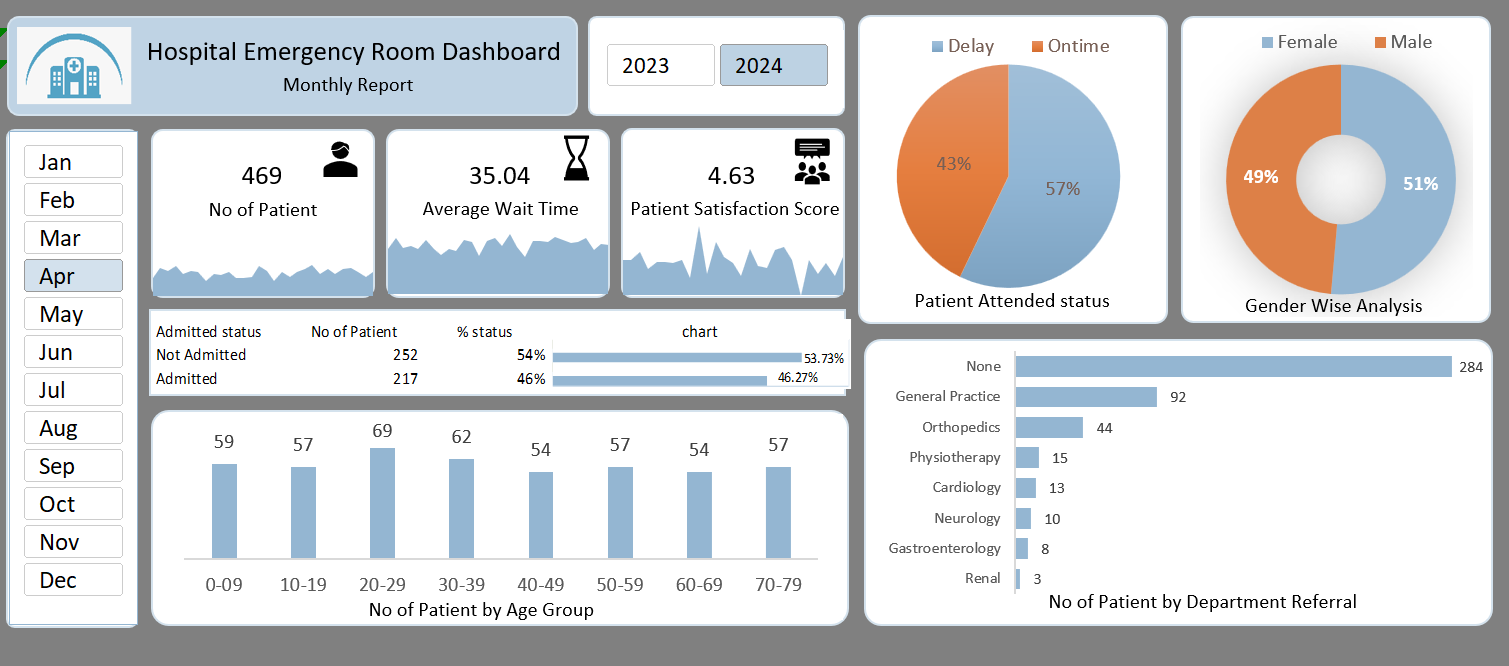 Hospital Emergency Room Dashboard
Monthly Report
2023
2024
Jan
Feb
Mar
Apr
May
Jun
Jul
Aug
Sep
Oct
Nov
Dec
469
No of Patient
35.04
Average Wait Time
4.63
Patient Satisfaction Score
Admitted status No of Patient % status chart
Not Admitted 252 54% 53.73%
Admitted 217 46% 46.27%
59 57 69 62 54 57 54 57
0-09 10-19 20-29 30-39 40-49 50-59 60-69 70-79
No of Patient by Age Group
Delay Ontime
43%
57%
Patient Attended status
Female Male
49% 51%
Gender Wise Analysis
None 284
General Practice 92
Orthopedics 44
Physiotherapy 15
Cardiology 13
Neurology 10
Gastroenterology 8
Renal 3
No of Patient by Department Referral